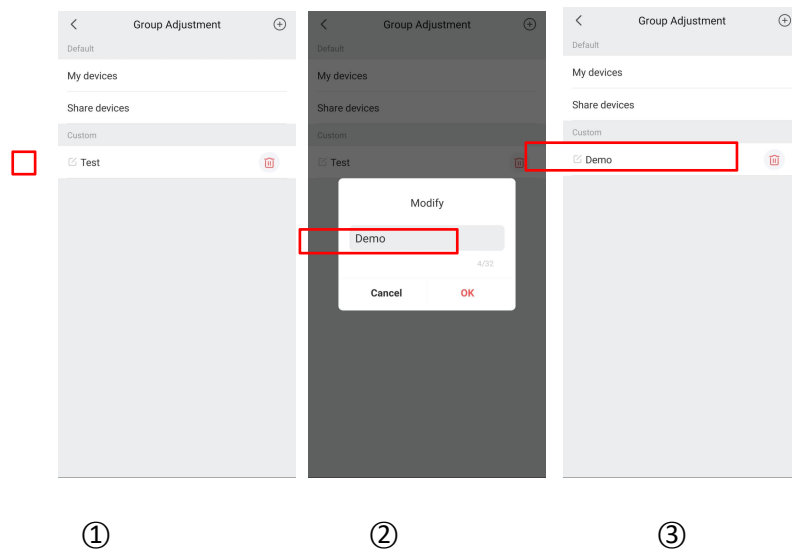 Group Adjustment
Default
My devices
Share devices
Custom
Test
Group Adjustment
Default
My devices
Share devices
Custom
Test
Modify
Demo
4/32
Cancel OK
Group Adjustment
Default
My devices
Share devices
Custom
Demo
① ② ③